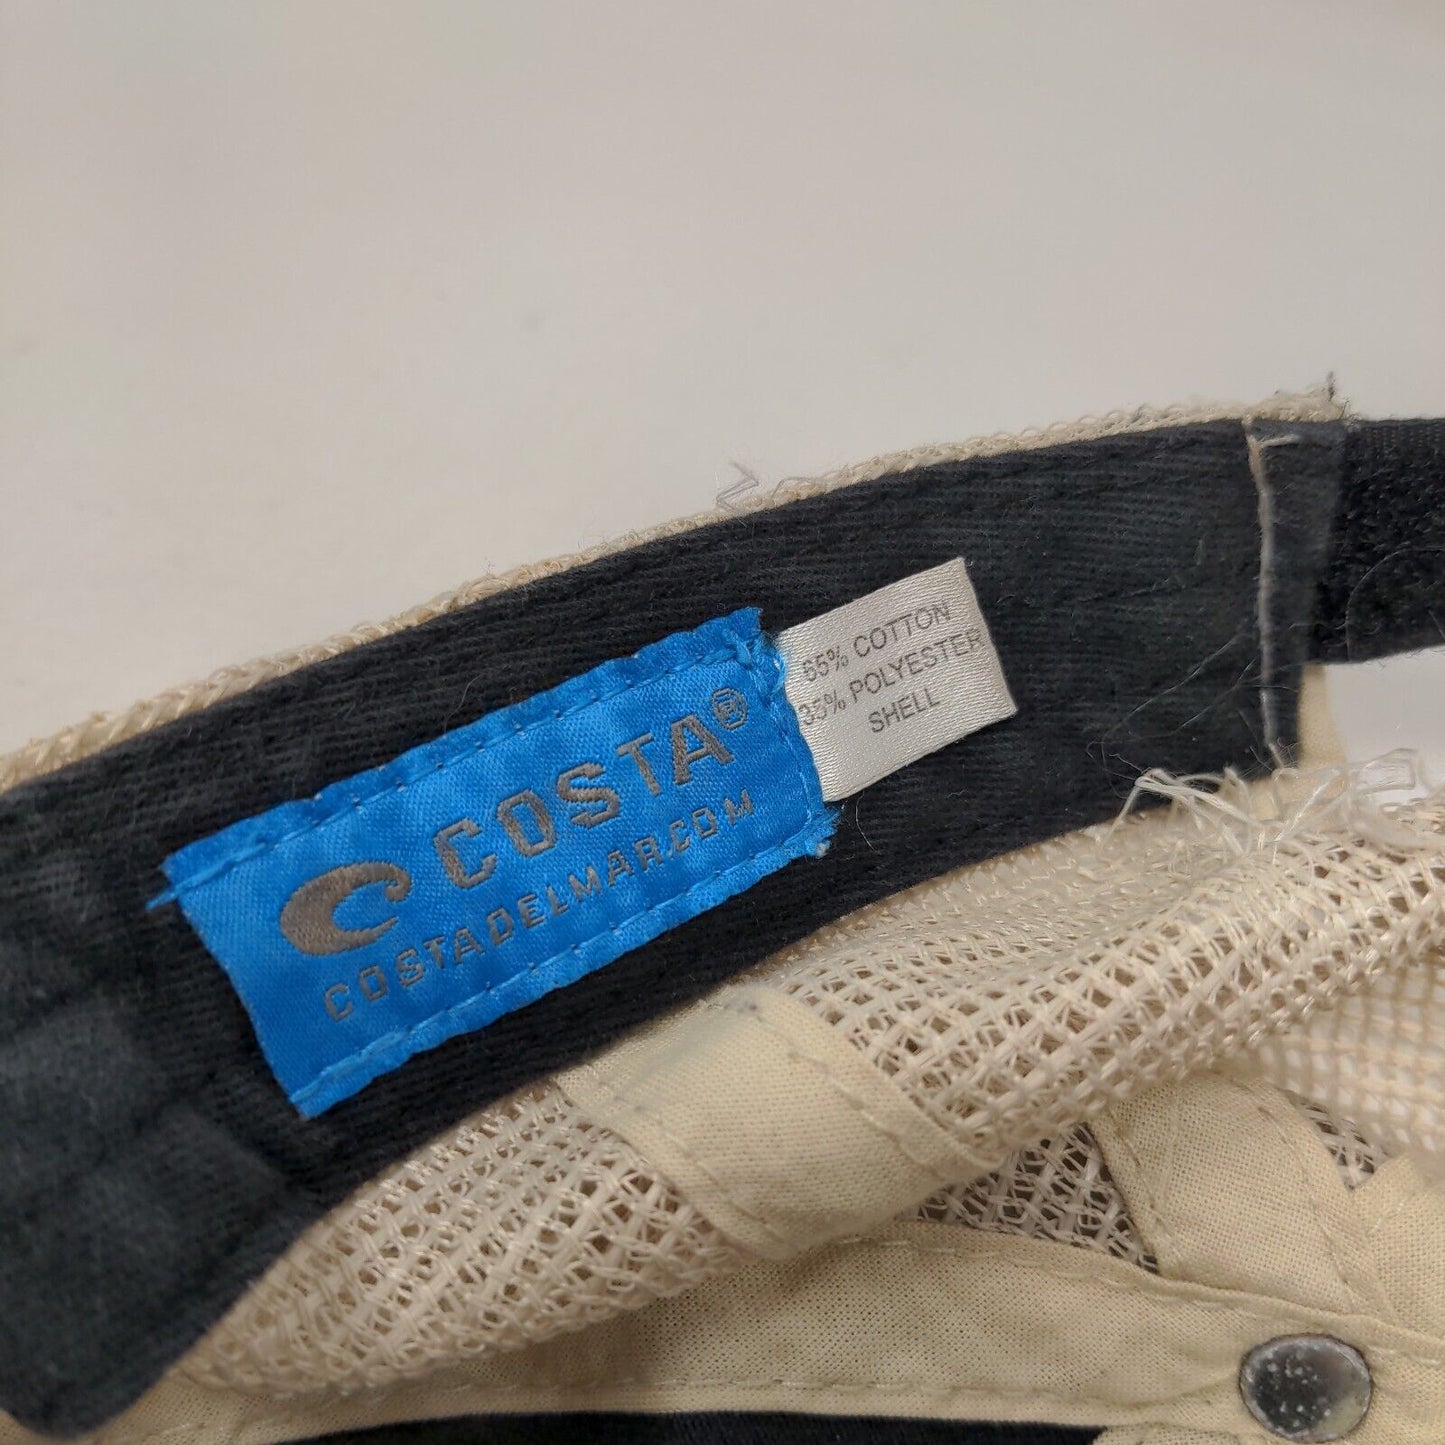 COSTA®
COSTADELMAR.COM
65% COTTON
35% POLYESTER
SHELL